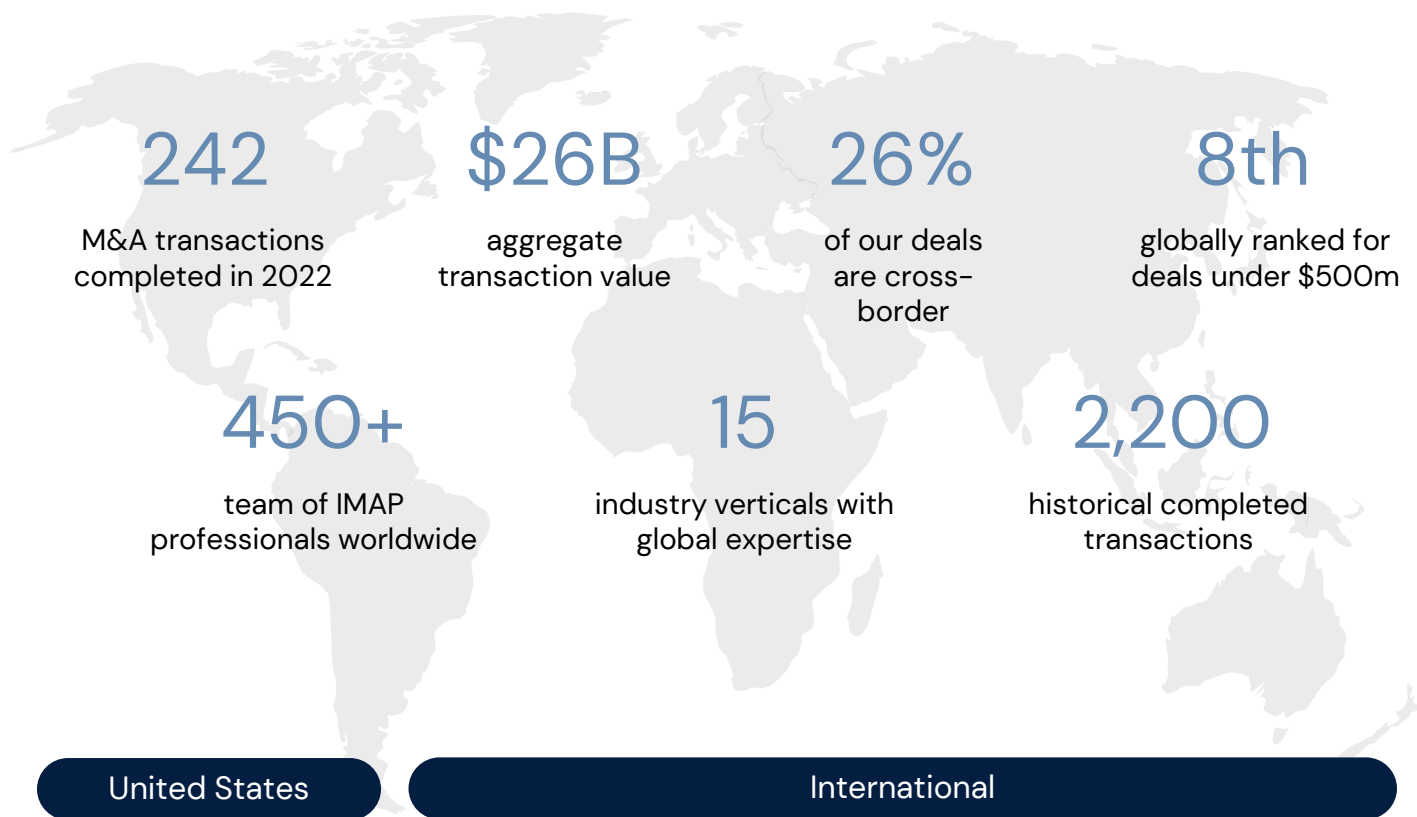 242
$26B
26%
8th
M&A transactions
completed in 2022
aggregate
transaction value
of our deals
are cross-
border
globally ranked for
deals under $500m
450+
15
2,200
team of IMAP
professionals worldwide
industry verticals with
global expertise
historical completed
transactions
United States
International